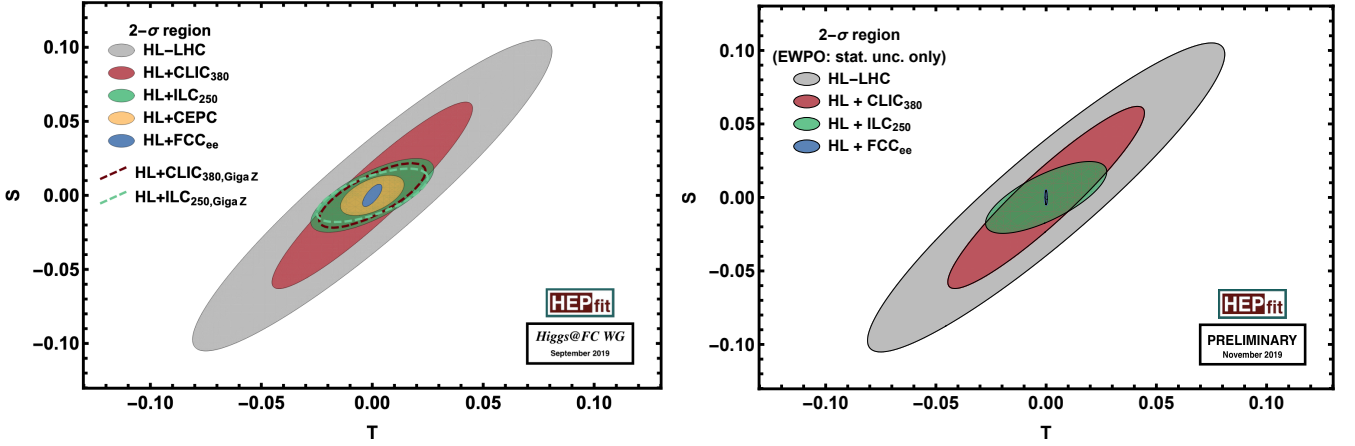 2−σ region
HL−LHC
HL+CLIC380
HL+ILC250
HL+CEPC
HL+FCCee
HL+CLIC380,Giga Z
HL+ILC250,Giga Z
0.10
0.05
0.00
−0.05
−0.10
S
−0.10 −0.05 0.00 0.05 0.10
T
HEPfit
Higgs@FC WG
September 2019
2−σ region
(EWPO: stat. unc. only)
HL−LHC
HL + CLIC380
HL + ILC250
HL + FCCee
0.10
0.05
0.00
−0.05
−0.10
S
−0.10 −0.05 0.00 0.05 0.10
T
HEPfit
PRELIMINARY
November 2019